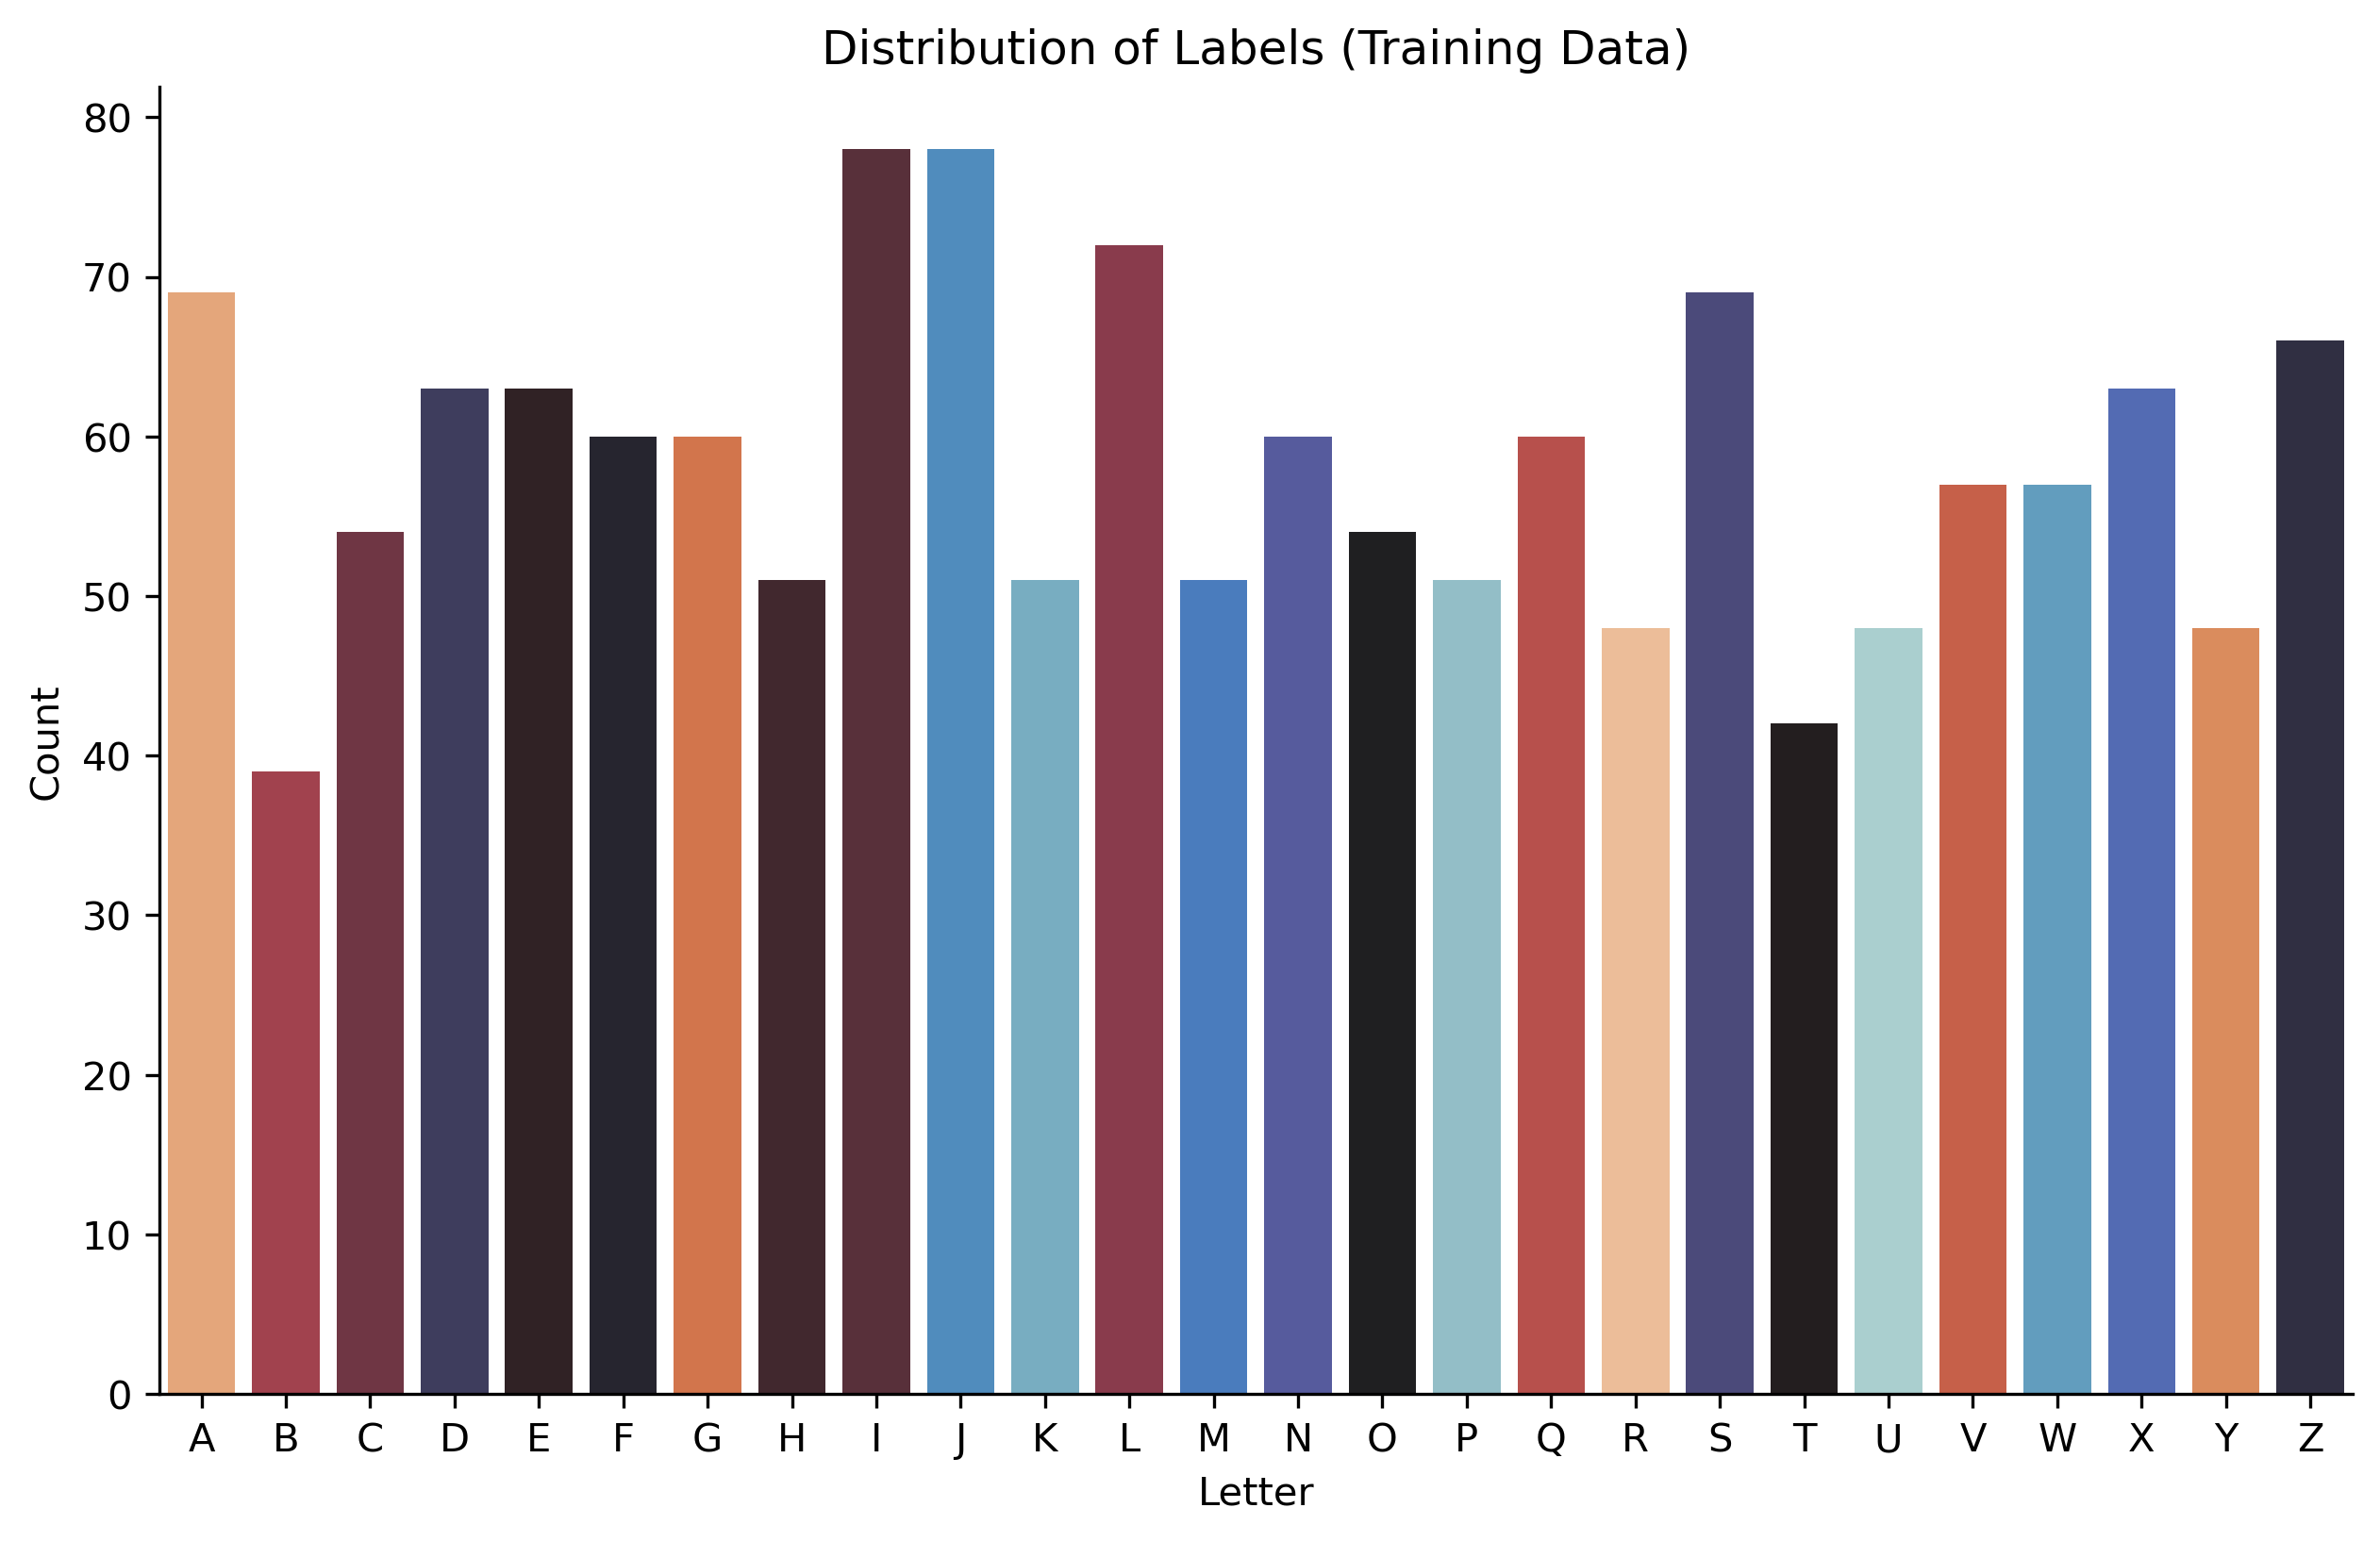 Distribution of Labels (Training Data)
80
70
60
50
40
30
20
10
0
Count
A B C D E F G H I J K L M N O P Q R S T U V W X Y Z
Letter